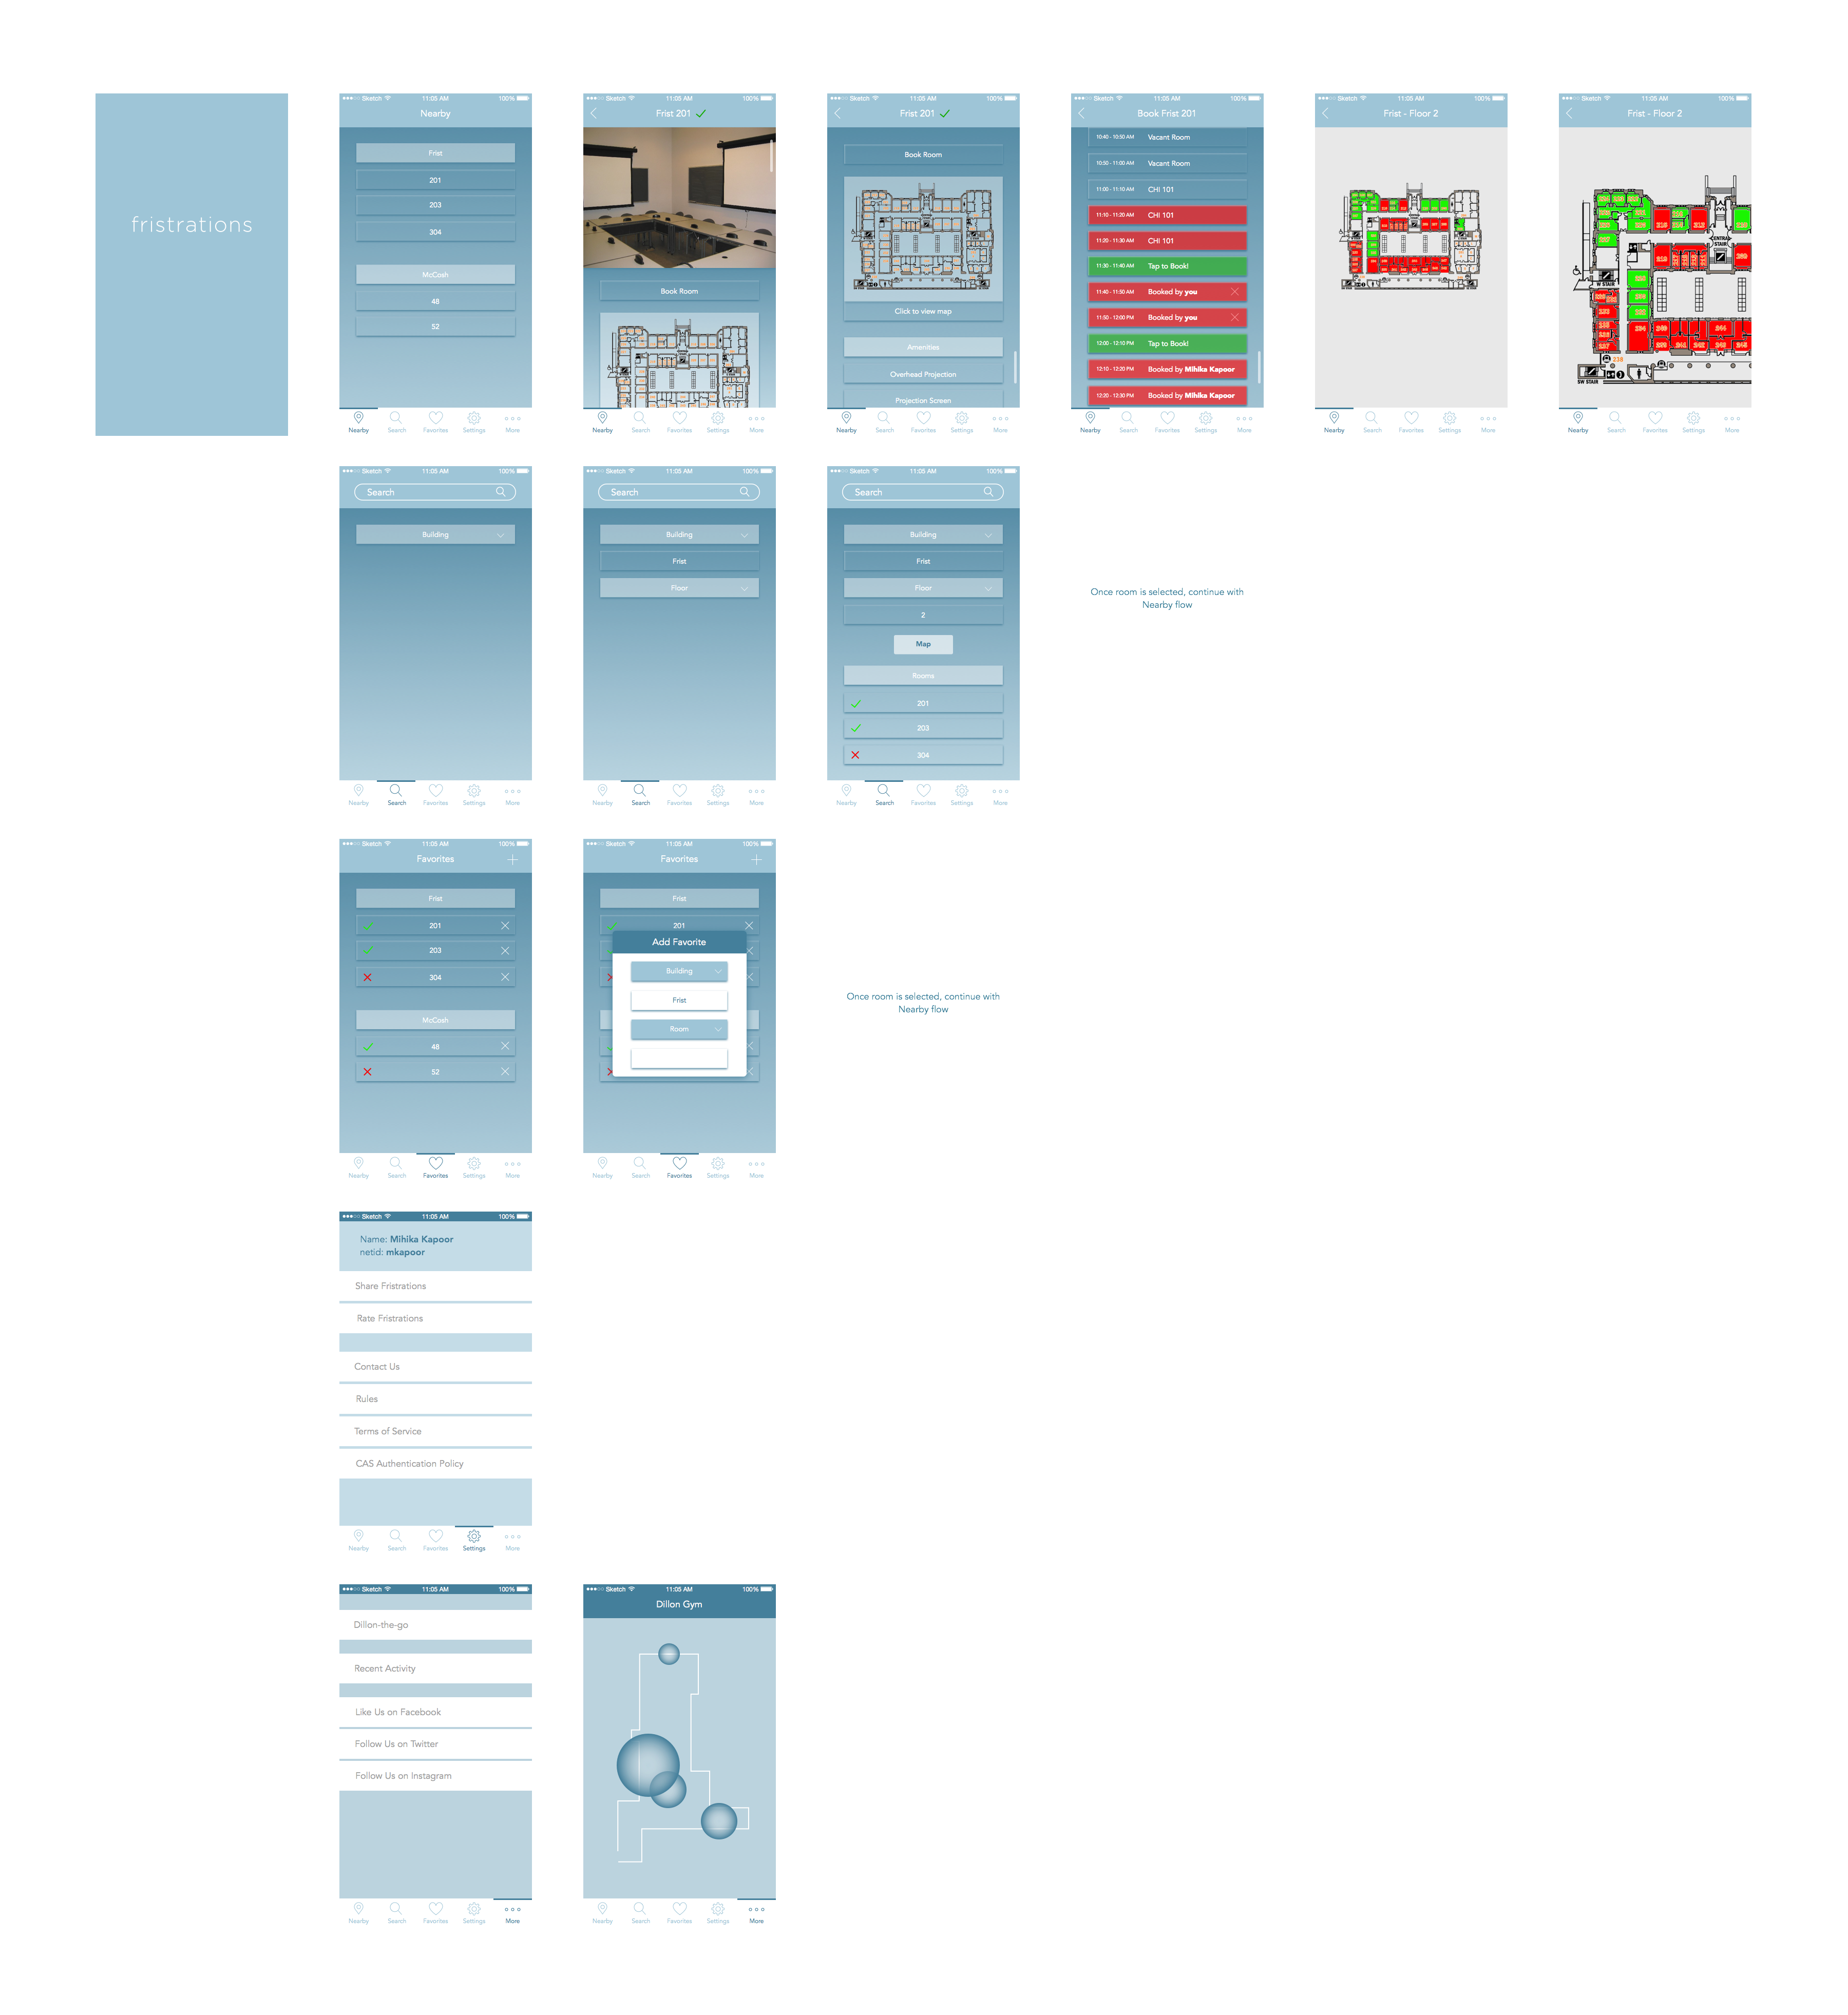 fristrations
Sketch 11:05 AM 100%
Nearby
Frist
201
203
304
McCosh
48
52
Nearby Search Favorites Settings More
Sketch 11:05 AM 100%
Frist 201
Book Room
Nearby Search Favorites Settings More
Sketch 11:05 AM 100%
Frist 201
Book Room
Click to view map
Amenities
Overhead Projection
Projection Screen
Nearby Search Favorites Settings More
Sketch 11:05 AM 100%
Book Frist 201
10:40 - 10:50 AM Vacant Room
10:50 - 11:00 AM Vacant Room
11:00 - 11:10 AM CHI 101
11:10 - 11:20 AM CHI 101
11:20 - 11:30 AM CHI 101
11:30 - 11:40 AM Tap to Book!
11:40 - 11:50 AM Booked by you
11:50 - 12:00 PM Booked by you
12:00 - 12:10 PM Tap to Book!
12:10 - 12:20 PM Booked by Mihika Kapoor
12:20 - 12:30 PM Booked by Mihika Kapoor
Nearby Search Favorites Settings More
Sketch 11:05 AM 100%
Frist - Floor 2
Nearby Search Favorites Settings More
Sketch 11:05 AM 100%
Frist - Floor 2
CENTRAL
STAIR
W STAIR
234 240 244
237 241 242 243 245
238
SW STAIR
Nearby Search Favorites Settings More
Sketch 11:05 AM 100%
Search
Building
Nearby Search Favorites Settings More
Sketch 11:05 AM 100%
Search
Building
Frist
Floor
Nearby Search Favorites Settings More
Sketch 11:05 AM 100%
Search
Building
Frist
Floor
2
Map
Rooms
201
203
304
Nearby Search Favorites Settings More
Once room is selected, continue with
Nearby flow
Sketch 11:05 AM 100%
Favorites
Frist
201
203
304
McCosh
48
52
Nearby Search Favorites Settings More
Sketch 11:05 AM 100%
Favorites
Frist
201
Add Favorite
Building
Frist
Room
Nearby Search Favorites Settings More
Once room is selected, continue with
Nearby flow
Sketch 11:05 AM 100%
Name: Mihika Kapoor
netid: mkapoor
Share Fristrations
Rate Fristrations
Contact Us
Rules
Terms of Service
CAS Authentication Policy
Nearby Search Favorites Settings More
Sketch 11:05 AM 100%
Dillon-the-go
Recent Activity
Like Us on Facebook
Follow Us on Twitter
Follow Us on Instagram
Nearby Search Favorites Settings More
Sketch 11:05 AM 100%
Dillon Gym
Nearby Search Favorites Settings More